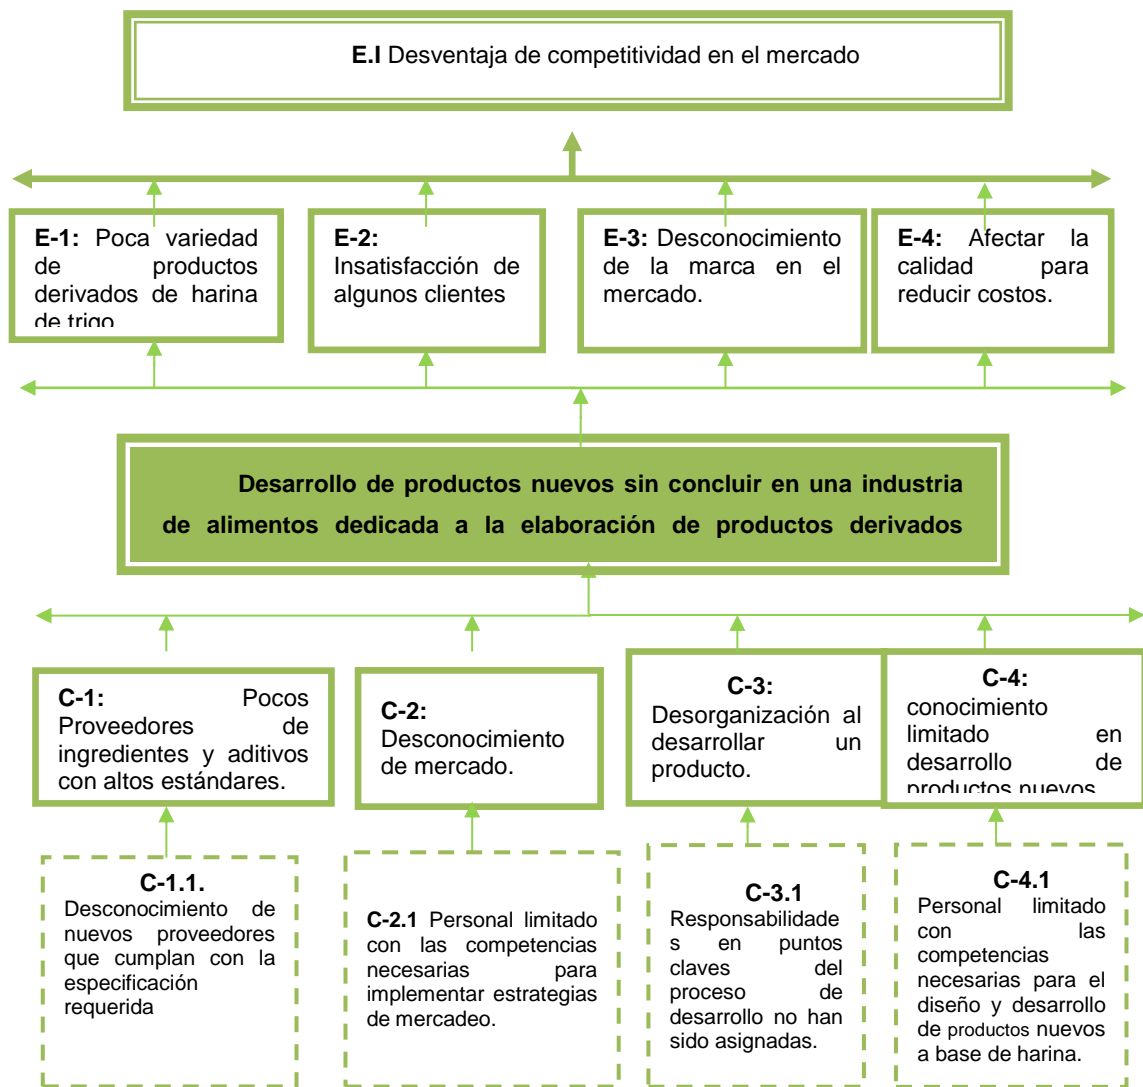 E.I Desventaja de competitividad en el mercado
E-1: Poca variedad
de productos
derivados de harina
de trigo
E-2:
Insatisfacción de
algunos clientes
E-3: Desconocimiento
de la marca en el
mercado.
E-4: Afectar la
calidad para
reducir costos.
Desarrollo de productos nuevos sin concluir en una industria
de alimentos dedicada a la elaboración de productos derivados
C-1: Pocos
Proveedores de
ingredientes y aditivos
con altos estándares.
C-2:
Desconocimiento
de mercado.
C-3:
Desorganización al
desarrollar un
producto.
C-4:
conocimiento
limitado en
desarrollo de
productos nuevos
C-1.1.
Desconocimiento de
nuevos proveedores
que cumplan con la
especificación
requerida
C-2.1 Personal limitado
con las competencias
necesarias para
implementar estrategias
de mercadeo.
C-3.1
Responsabilidade
s en puntos
claves del
proceso de
desarrollo no han
sido asignadas.
C-4.1
Personal limitado
con las
competencias
necesarias para el
diseño y desarrollo
de productos nuevos
a base de harina.